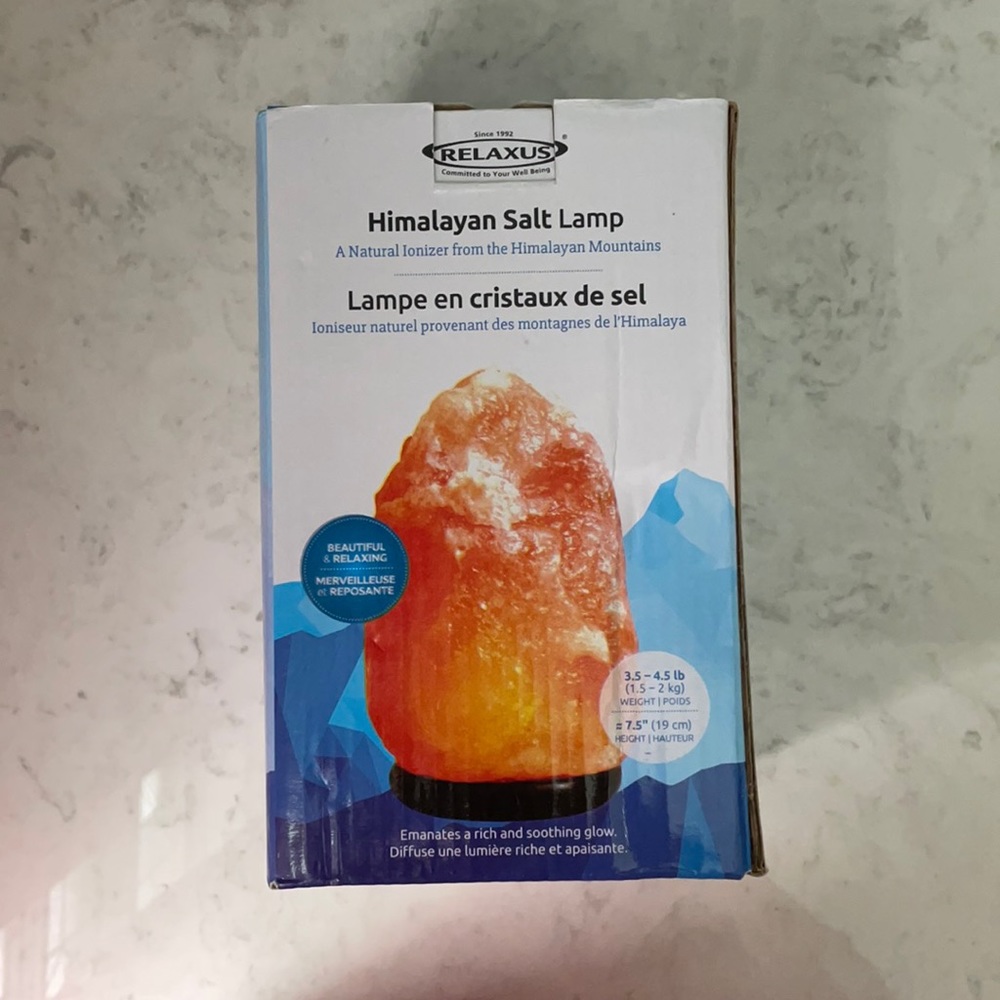 Since 1992
RELAXUS®
Committed to Your Well Being
Himalayan Salt Lamp
A Natural Ionizer from the Himalayan Mountains
Lampe en cristaux de sel
Ioniseur naturel provenant des montagnes de l'Himalaya
BEAUTIFUL
& RELAXING
MERVEILLEUSE
et REPOSANTE
3.5 – 4.5 lb
(1.5 – 2 kg)
WEIGHT | POIDS
= 7.5" (19 cm)
HEIGHT | HAUTEUR
Emanates a rich and soothing glow.
Diffuse une lumière riche et apaisante.